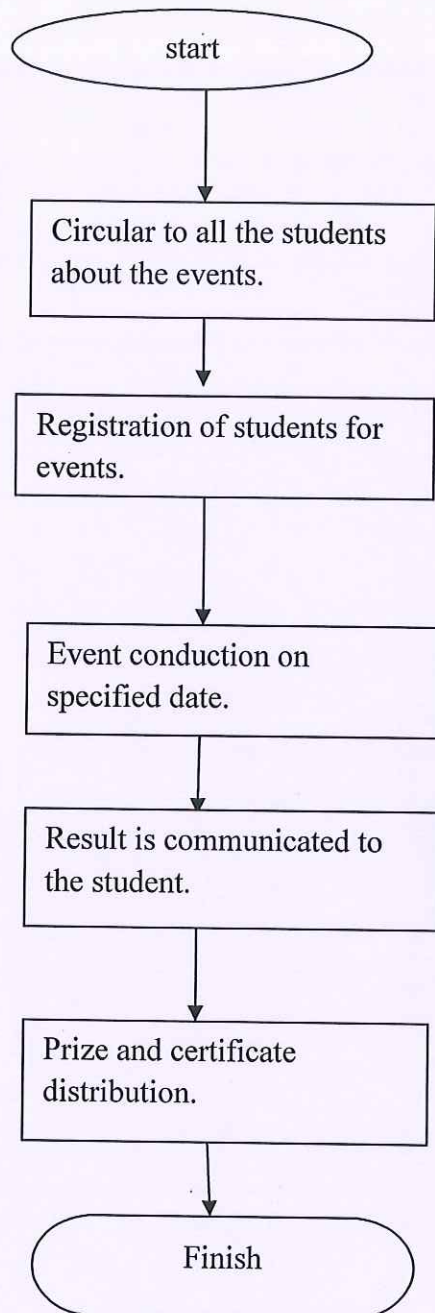 start
Circular to all the students
about the events.
Registration of students for
events.
Event conduction on
specified date.
Result is communicated to
the student.
Prize and certificate
distribution.
Finish